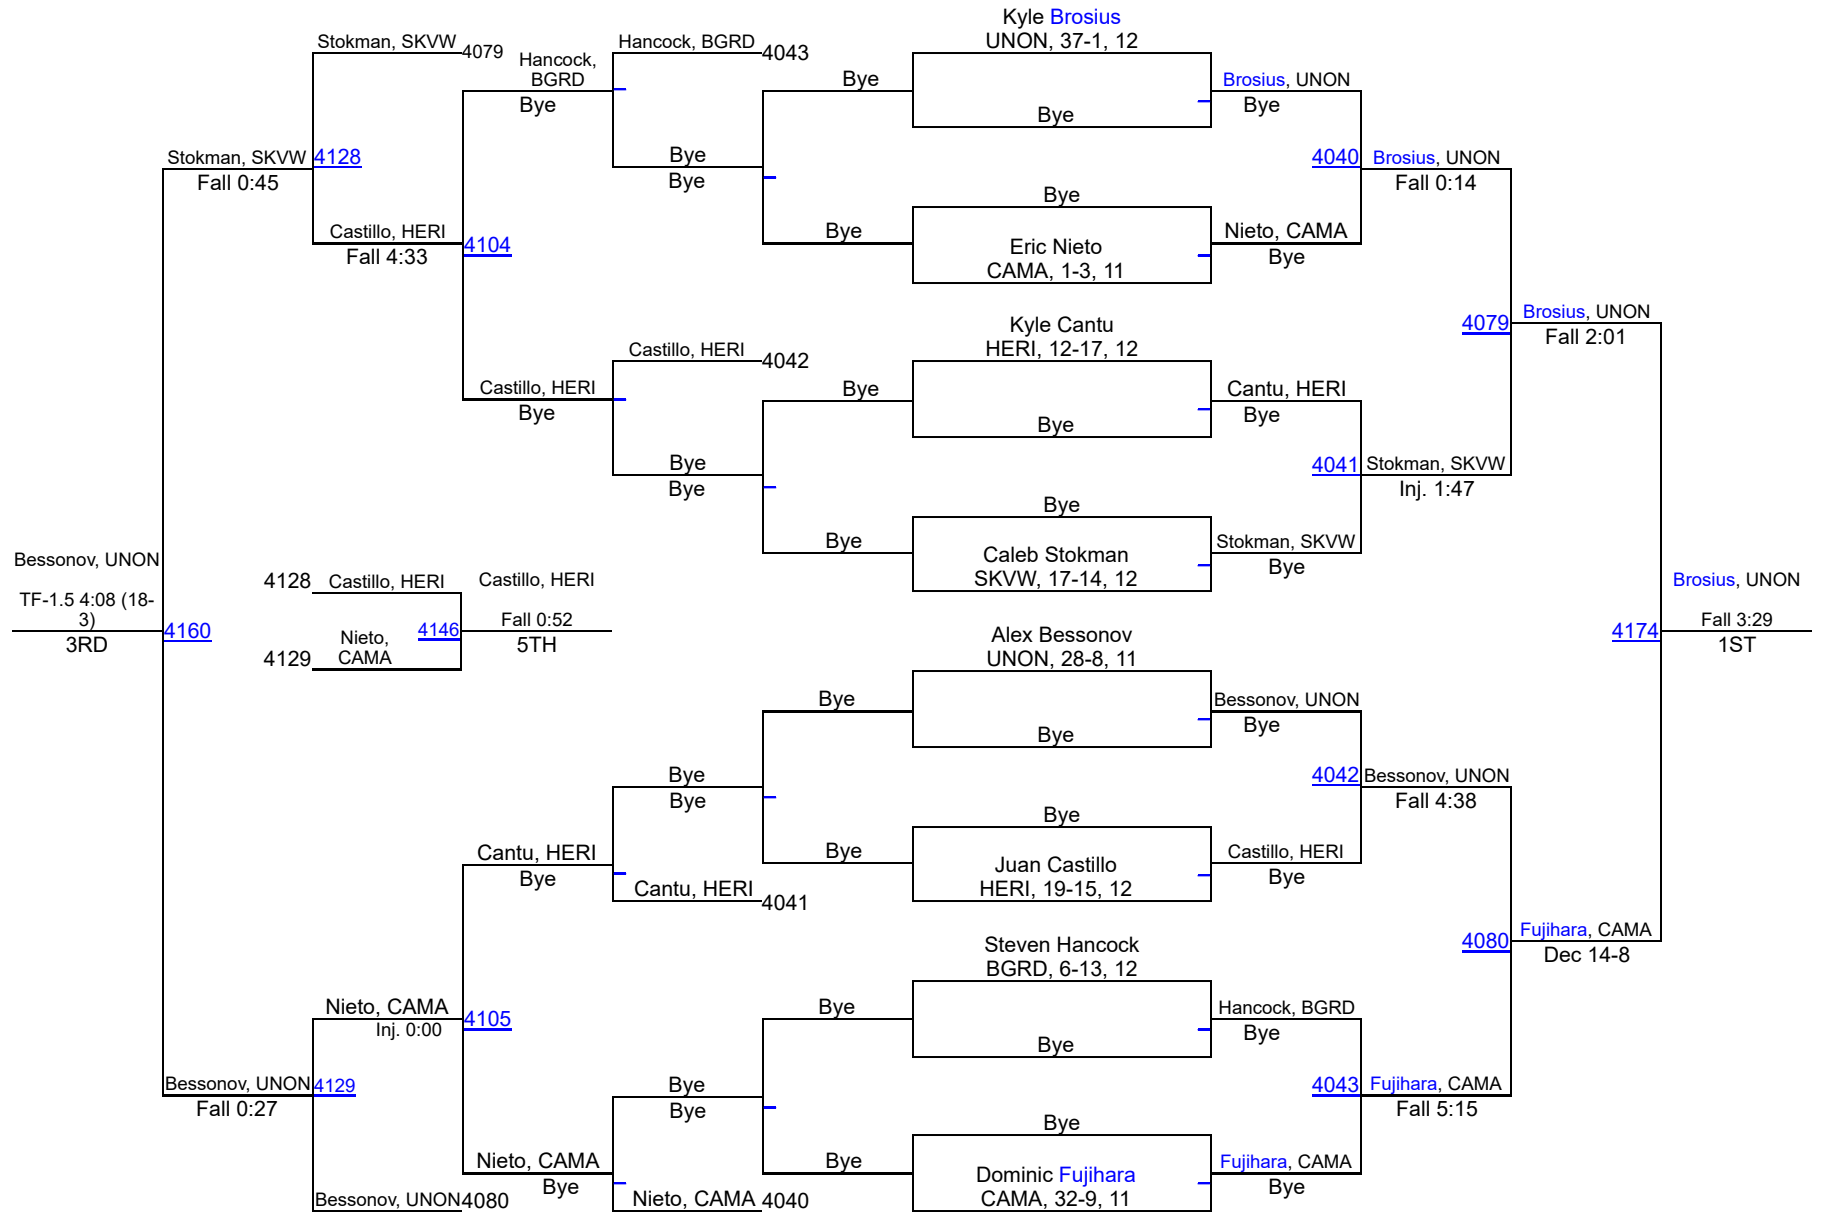 Kyle Brosius
UNON, 37-1, 12
Stokman, SKVW
4079
Hancock,
BGRD
Bye
Hancock, BGRD
4043
Bye
Bye
Brosius, UNON
Bye
Stokman, SKVW
Fall 0:45
4128
Bye
Bye
4040
Brosius, UNON
Fall 0:14
Bye
Castillo, HERI
Fall 4:33
4104
Bye
Eric Nieto
CAMA, 1-3, 11
Nieto, CAMA
Bye
Kyle Cantu
HERI, 12-17, 12
4079
Brosius, UNON
Fall 2:01
Castillo, HERI
4042
Castillo, HERI
Bye
Bye
Bye
Cantu, HERI
Bye
Bye
Bye
4041
Stokman, SKVW
Inj. 1:47
Bye
Bye
Caleb Stokman
SKVW, 17-14, 12
Stokman, SKVW
Bye
Bessonov, UNON
TF-1.5 4:08 (18-
3)
3RD
4160
4128
Castillo, HERI
4129
Nieto,
CAMA
4146
Castillo, HERI
Fall 0:52
5TH
Brosius, UNON
4174
Fall 3:29
1ST
Alex Bessonov
UNON, 28-8, 11
Bye
Bye
Bessonov, UNON
Bye
Bye
Bye
4042
Bessonov, UNON
Fall 4:38
Bye
Cantu, HERI
Bye
Bye
Juan Castillo
HERI, 19-15, 12
Castillo, HERI
Bye
Cantu, HERI
4041
4080
Fujihara, CAMA
Dec 14-8
Steven Hancock
BGRD, 6-13, 12
Nieto, CAMA
Inj. 0:00
4105
Bye
Bye
Hancock, BGRD
Bye
Bessonov, UNON
Fall 0:27
4129
Bye
Bye
4043
Fujihara, CAMA
Fall 5:15
Bye
Nieto, CAMA
Bye
Bye
Dominic Fujihara
CAMA, 32-9, 11
Fujihara, CAMA
Bye
Bessonov, UNON
4080
Nieto, CAMA
4040